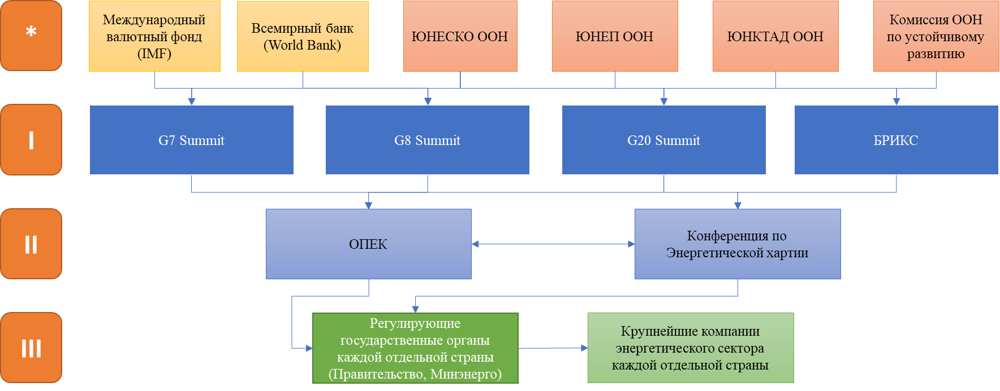 *
Международный
валютный фонд
(IMF)
Всемирный банк
(World Bank)
ЮНЕСКО ООН
ЮНЕП ООН
ЮНКТАД ООН
Комиссия ООН
по устойчивому
развитию
I
G7 Summit
G8 Summit
G20 Summit
БРИКС
II
ОПЕК
Конференция по
Энергетической хартии
III
Регулирующие
государственные органы
каждой отдельной страны
(Правительство, Минэнерго)
Крупнейшие компании
энергетического сектора
каждой отдельной страны